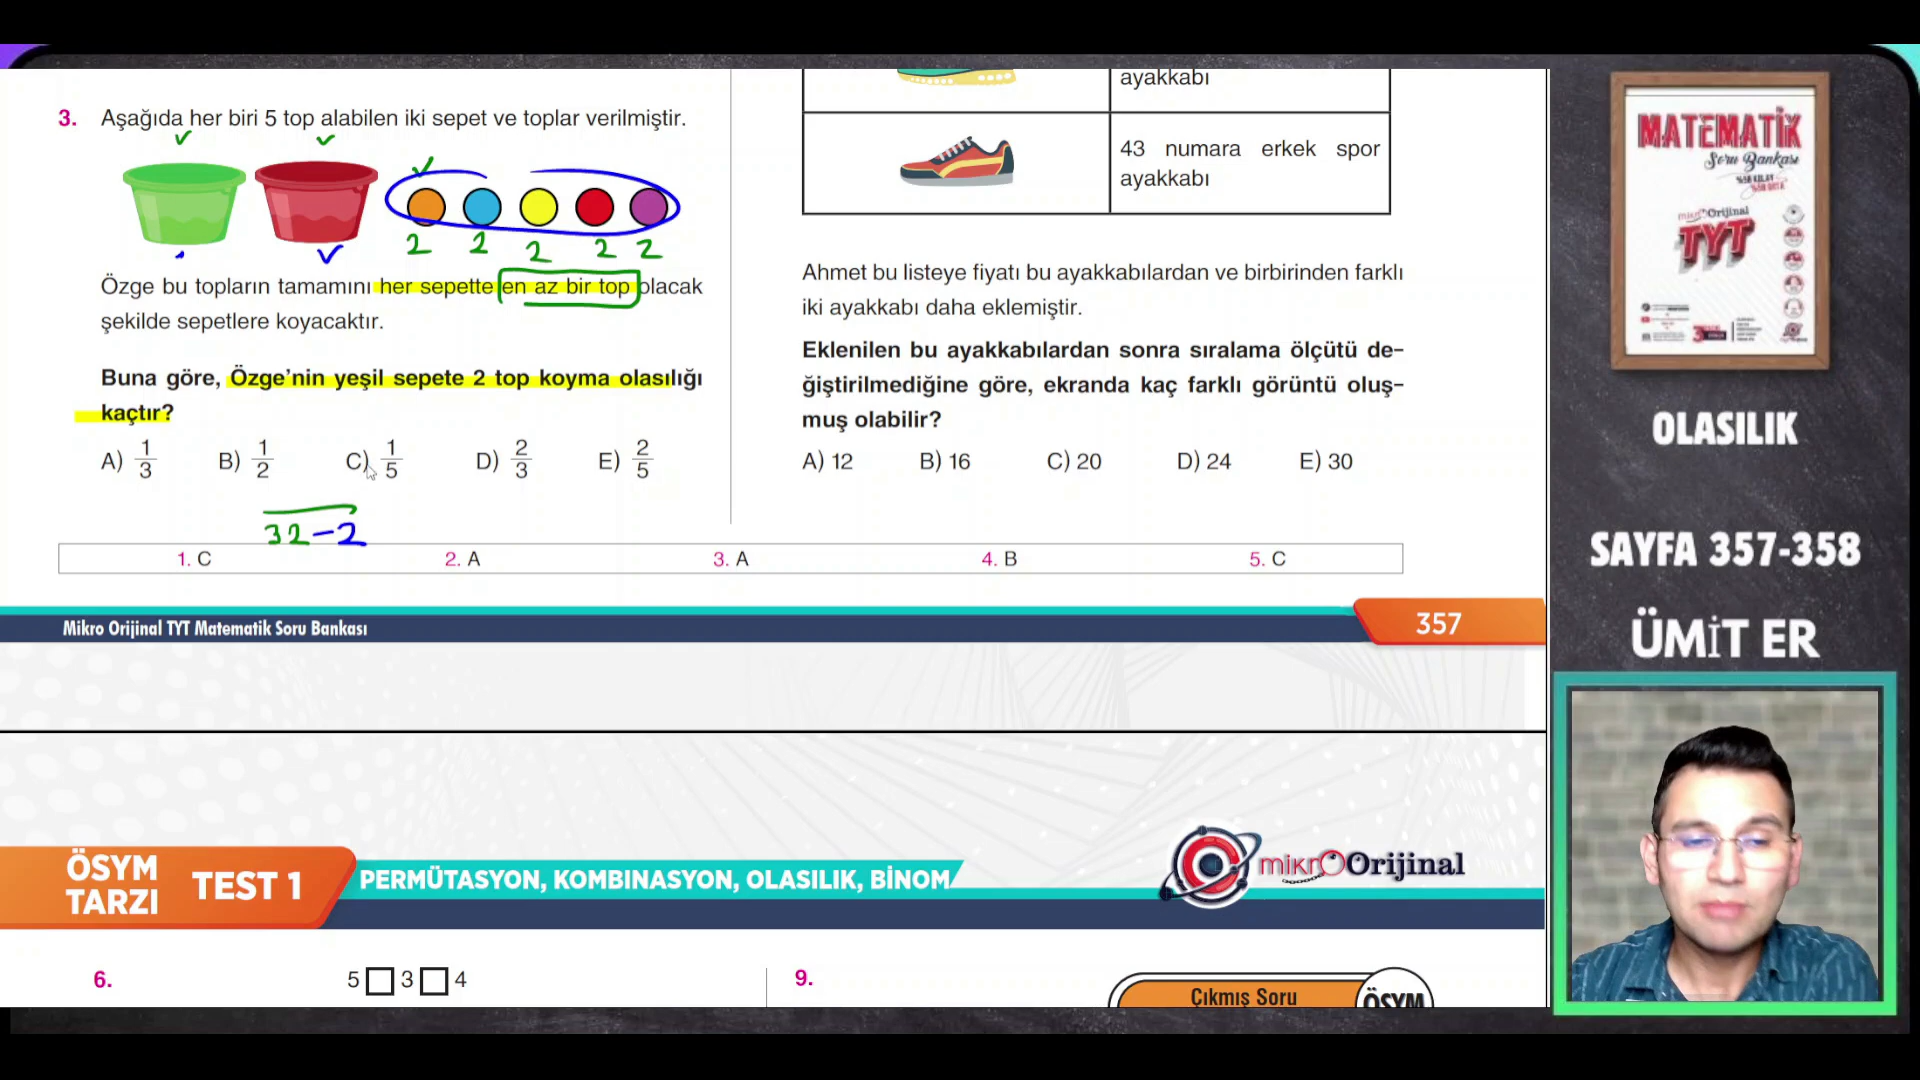 3. Aşağıda her biri 5 top alabilen iki sepet ve toplar verilmiştir.
2 2 2 2 2
Özge bu topların tamamını her sepette en az bir top olacak
şekilde sepetlere koyacaktır.
Buna göre, Özge'nin yeşil sepete 2 top koyma olasılığı
kaçtır?
A) 1/3 B) 1/2 C) 1/5 D) 2/3 E) 2/5
32-2
ayakkabı
43 numara erkek spor
ayakkabı
Ahmet bu listeye fiyatı bu ayakkabılardan ve birbirinden farklı
iki ayakkabı daha eklemiştir.
Eklenilen bu ayakkabılardan sonra sıralama ölçütü de-
ğiştirilmediğine göre, ekranda kaç farklı görüntü oluş-
muş olabilir?
A) 12 B) 16 C) 20 D) 24 E) 30
1. C 2. A 3. A 4. B 5. C
Mikro Orijinal TYT Matematik Soru Bankası
357
ÖSYM
TARZI
TEST 1
PERMÜTASYON, KOMBINASYON, OLASILIK, BİNOM
mikro Orijinal
6. 5 □ 3 □ 4
9.
Çıkmış Soru
ÖSYM
MATEMATİK
Soru Bankası
mikro Orijinal
TYT
OLASILIK
SAYFA 357-358
ÜMİT ER